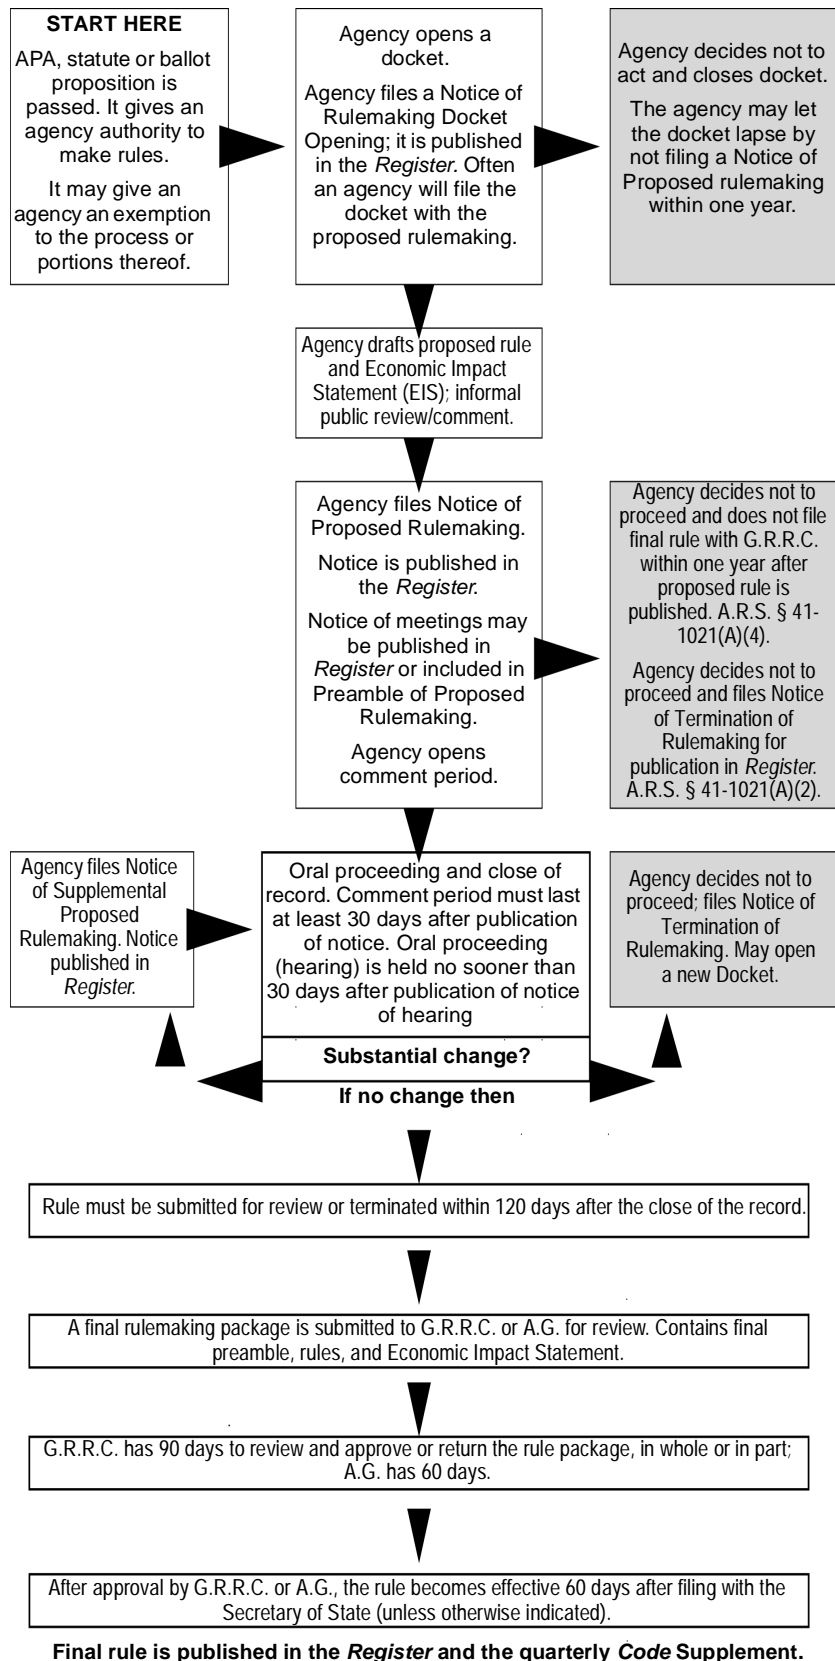 START HERE
APA, statute or ballot
proposition is
passed. It gives an
agency authority to
make rules.
It may give an
agency an exemption
to the process or
portions thereof.
Agency opens a
docket.
Agency files a Notice of
Rulemaking Docket
Opening; it is published
in the Register. Often
an agency will file the
docket with the
proposed rulemaking.
Agency decides not to
act and closes docket.
The agency may let
the docket lapse by
not filing a Notice of
Proposed rulemaking
within one year.
Agency drafts proposed rule
and Economic Impact
Statement (EIS); informal
public review/comment.
Agency files Notice of
Proposed Rulemaking.
Notice is published in
the Register.
Notice of meetings may
be published in
Register or included in
Preamble of Proposed
Rulemaking.
Agency opens
comment period.
Agency decides not to
proceed and does not file
final rule with G.R.R.C.
within one year after
proposed rule is
published. A.R.S. § 41-
1021(A)(4).
Agency decides not to
proceed and files Notice
of Termination of
Rulemaking for
publication in Register.
A.R.S. § 41-1021(A)(2).
Agency files Notice
of Supplemental
Proposed
Rulemaking. Notice
published in
Register.
Oral proceeding and close of
record. Comment period must last
at least 30 days after publication
of notice. Oral proceeding
(hearing) is held no sooner than
30 days after publication of notice
of hearing
Agency decides not to
proceed; files Notice of
Termination of
Rulemaking. May open
a new Docket.
Substantial change?
If no change then
Rule must be submitted for review or terminated within 120 days after the close of the record.
A final rulemaking package is submitted to G.R.R.C. or A.G. for review. Contains final
preamble, rules, and Economic Impact Statement.
G.R.R.C. has 90 days to review and approve or return the rule package, in whole or in part;
A.G. has 60 days.
After approval by G.R.R.C. or A.G., the rule becomes effective 60 days after filing with the
Secretary of State (unless otherwise indicated).
Final rule is published in the Register and the quarterly Code Supplement.